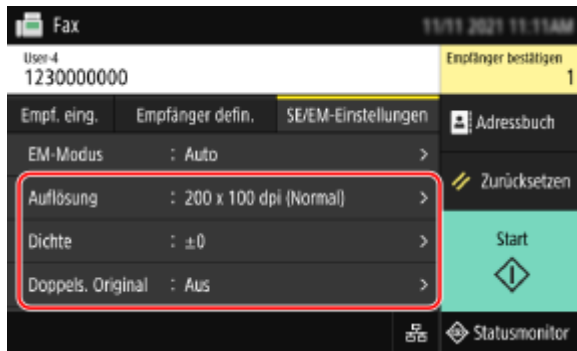 Fax
11/11 2021 11:11AM
User-4
1230000000
Empfänger bestätigen
1
Empf. eing.
Empfänger defin.
SE/EM-Einstellungen
Adressbuch
EM-Modus : Auto
Auflösung : 200 x 100 dpi (Normal)
Zurücksetzen
Dichte : ±0
Start
Doppels. Original : Aus
Statusmonitor